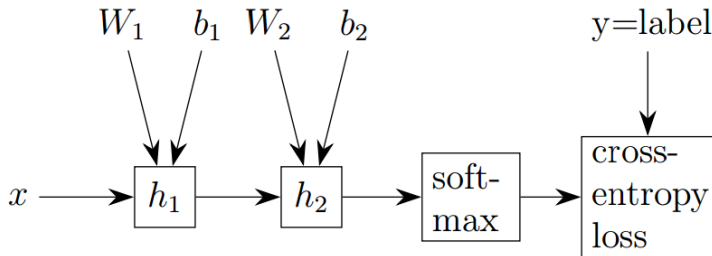 W₁ b₁ W₂ b₂ y=label
x h₁ h₂ soft-
max cross-
entropy
loss